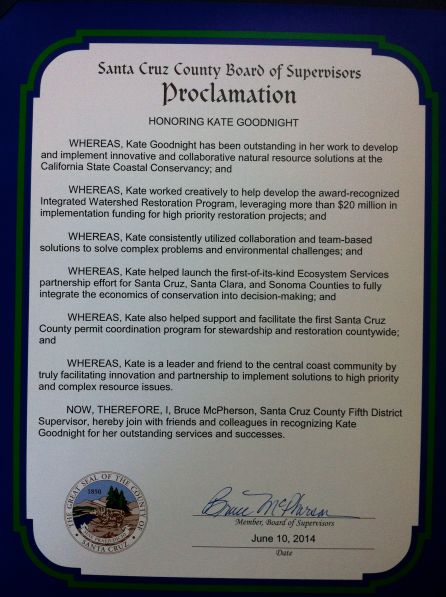 Santa Cruz County Board of Supervisors
Proclamation
HONORING KATE GOODNIGHT
WHEREAS, Kate Goodnight has been outstanding in her work to develop
and implement innovative and collaborative natural resource solutions at the
California State Coastal Conservancy; and
WHEREAS, Kate worked creatively to help develop the award-recognized
Integrated Watershed Restoration Program, leveraging more than $20 million in
implementation funding for high priority restoration projects; and
WHEREAS, Kate consistently utilized collaboration and team-based
solutions to solve complex problems and environmental challenges; and
WHEREAS, Kate helped launch the first-of-its-kind Ecosystem Services
partnership effort for Santa Cruz, Santa Clara, and Sonoma Counties to fully
integrate the economics of conservation into decision-making; and
WHEREAS, Kate also helped support and facilitate the first Santa Cruz
County permit coordination program for stewardship and restoration countywide;
and
WHEREAS, Kate is a leader and friend to the central coast community by
truly facilitating innovation and partnership to implement solutions to high priority
and complex resource issues.
NOW, THEREFORE, I, Bruce McPherson, Santa Cruz County Fifth District
Supervisor, hereby join with friends and colleagues in recognizing Kate
Goodnight for her outstanding services and successes.
THE GREAT SEAL OF THE COUNTY OF
SANTA CRUZ
1850
Bruce McPherson
Member, Board of Supervisors
June 10, 2014
Date